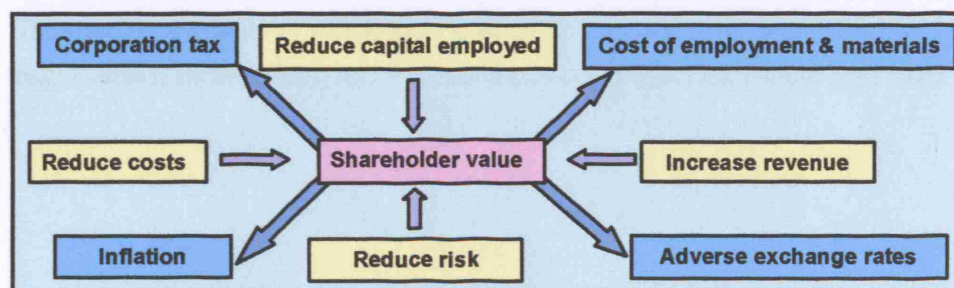 Corporation tax
Reduce capital employed
Cost of employment & materials
Reduce costs
Shareholder value
Increase revenue
Inflation
Reduce risk
Adverse exchange rates